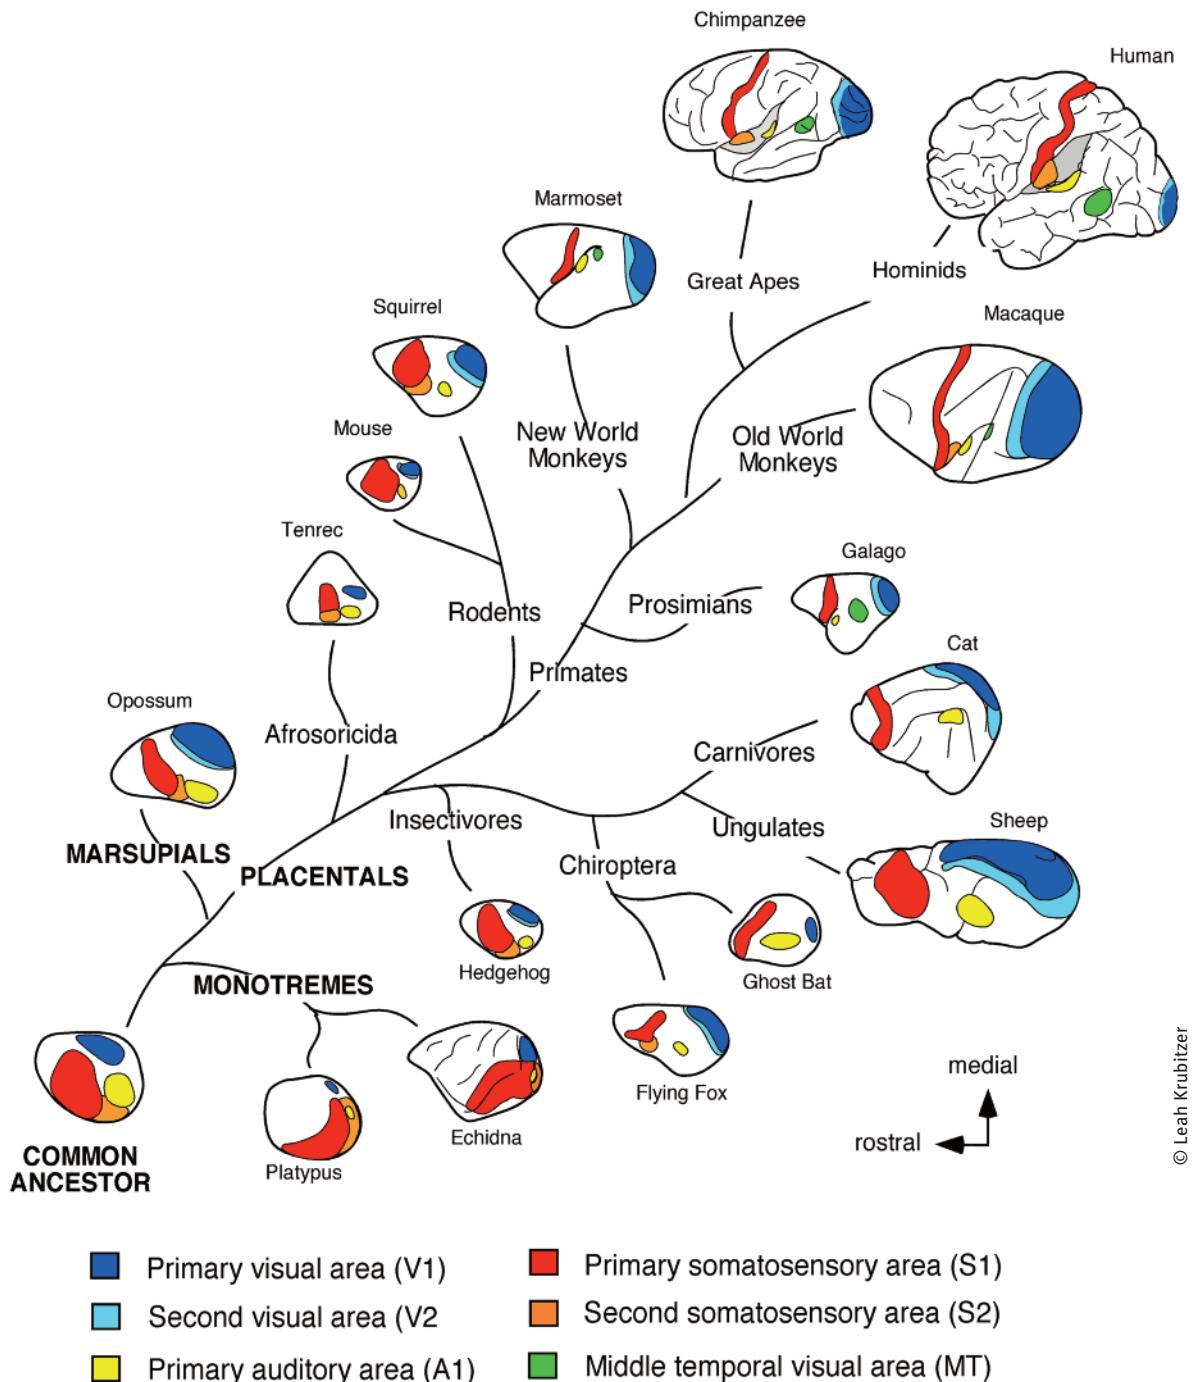 Chimpanzee
Human
Marmoset
Great Apes
Hominids
Squirrel
Macaque
Mouse
New World
Monkeys
Old World
Monkeys
Tenrec
Galago
Rodents
Prosimians
Cat
Primates
Opossum
Afrosoricida
Carnivores
Insectivores
Ungulates
Sheep
MARSUPIALS
PLACENTALS
Chiroptera
Hedgehog
Ghost Bat
MONOTREMES
Flying Fox
Echidna
Platypus
COMMON
ANCESTOR
medial
rostral
© Leah Krubitzer
Primary visual area (V1)
Second visual area (V2
Primary auditory area (A1)
Primary somatosensory area (S1)
Second somatosensory area (S2)
Middle temporal visual area (MT)